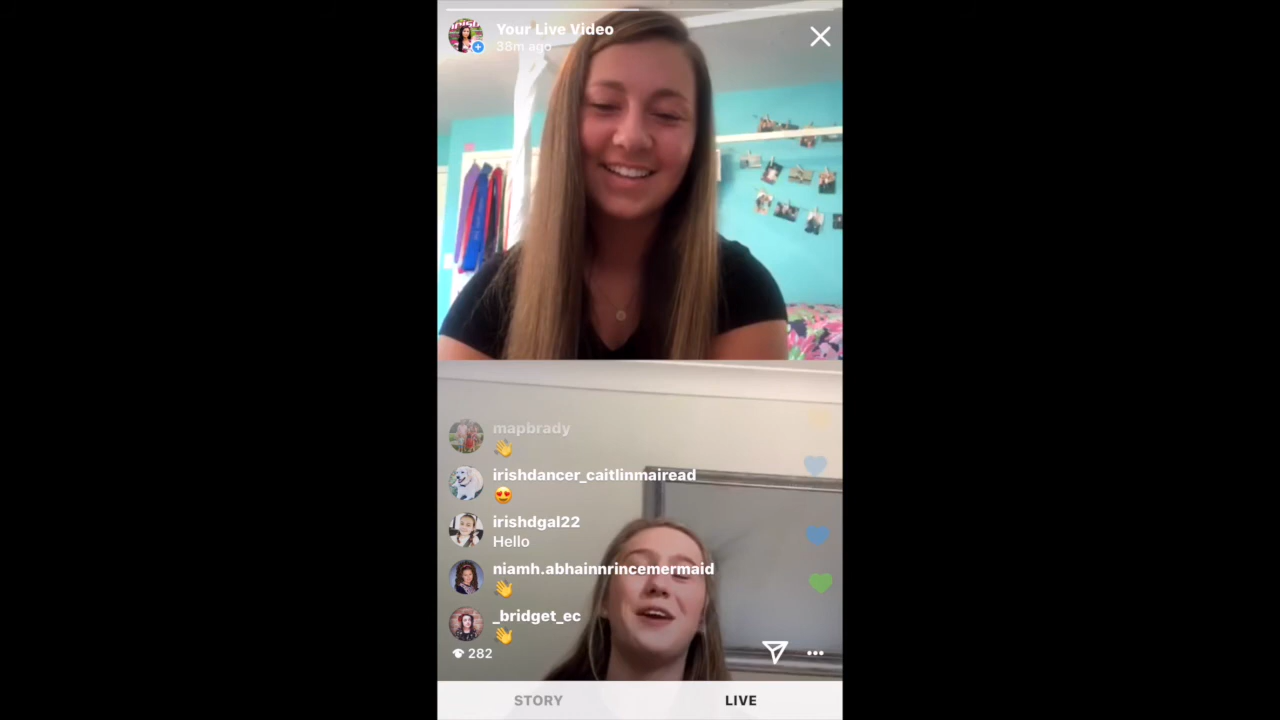 Your Live Video
38m ago
mapbrady
irishdancer_caitlinmairead
irishdgal22
Hello
niamh.abhainnrincemermaid
_bridget_ec
282
STORY
LIVE